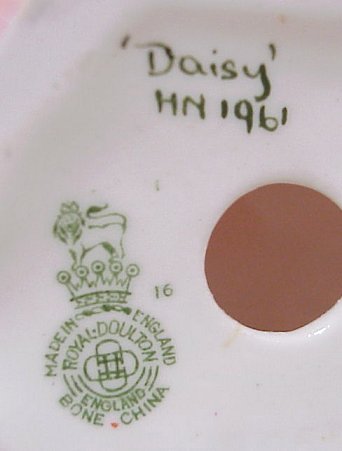 'Daisy'
HN 1961
16
MADE IN ENGLAND
ROYAL·DOULTON
ENGLAND
BONE CHINA